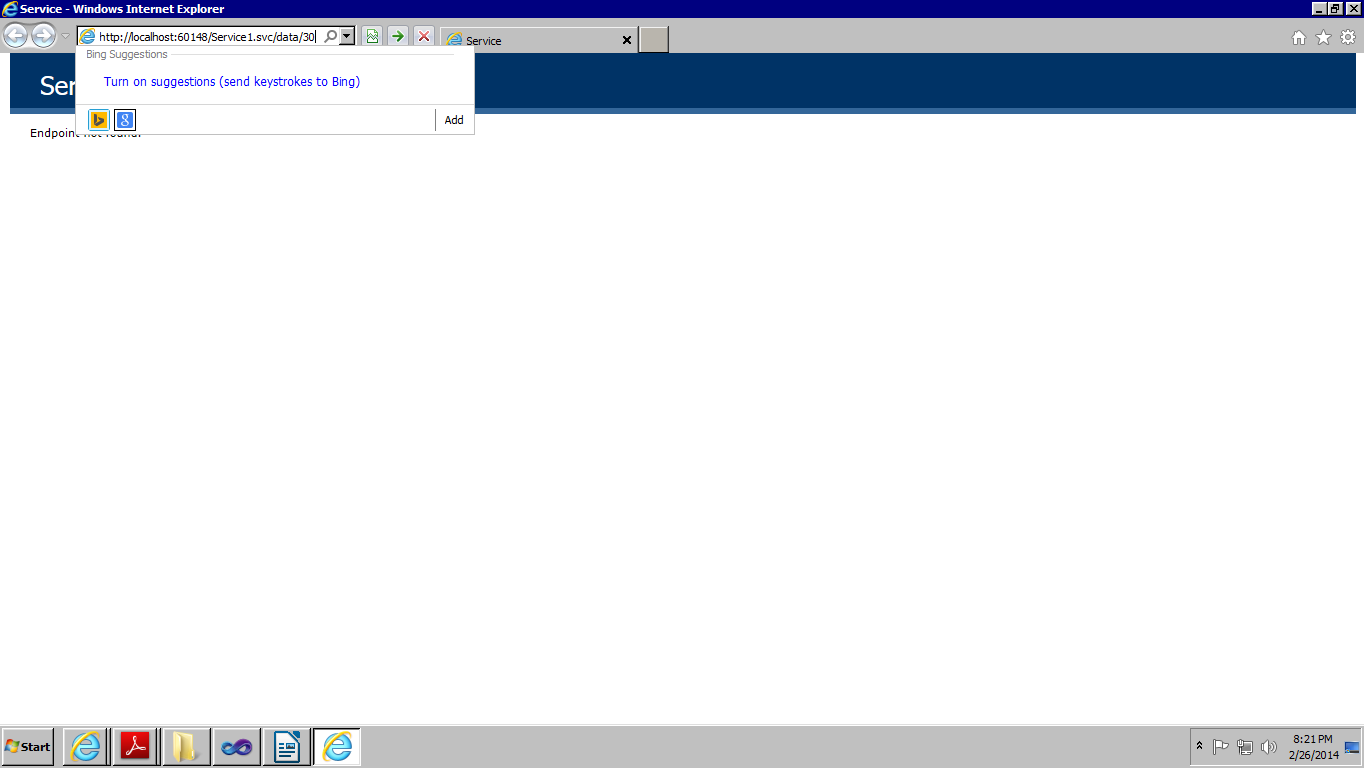 Service - Windows Internet Explorer
http://localhost:60148/Service1.svc/data/30
Service
Bing Suggestions
Turn on suggestions (send keystrokes to Bing)
Ser
Add
Endpoint not found.
Start
8:21 PM
2/26/2014